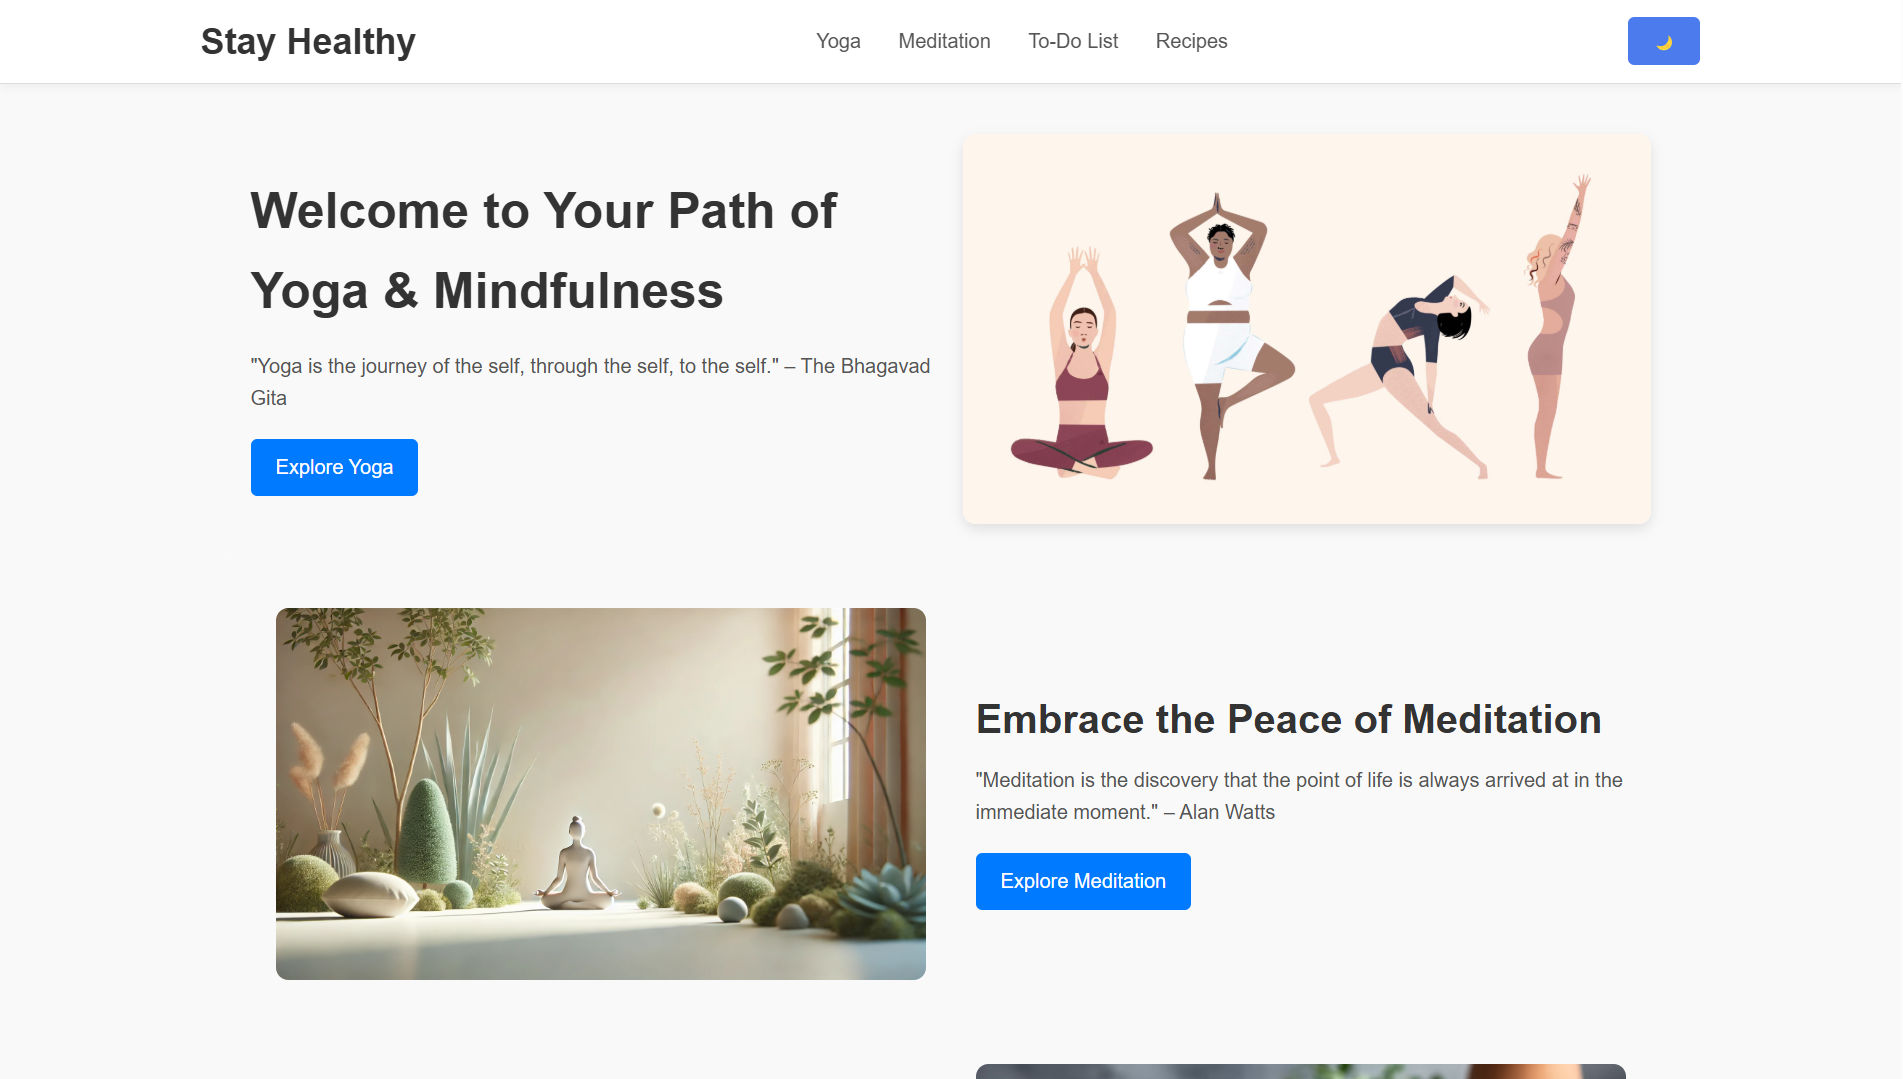 Stay Healthy
Yoga
Meditation
To-Do List
Recipes
Welcome to Your Path of
Yoga & Mindfulness
"Yoga is the journey of the self, through the self, to the self." – The Bhagavad
Gita
Explore Yoga
Embrace the Peace of Meditation
"Meditation is the discovery that the point of life is always arrived at in the
immediate moment." – Alan Watts
Explore Meditation